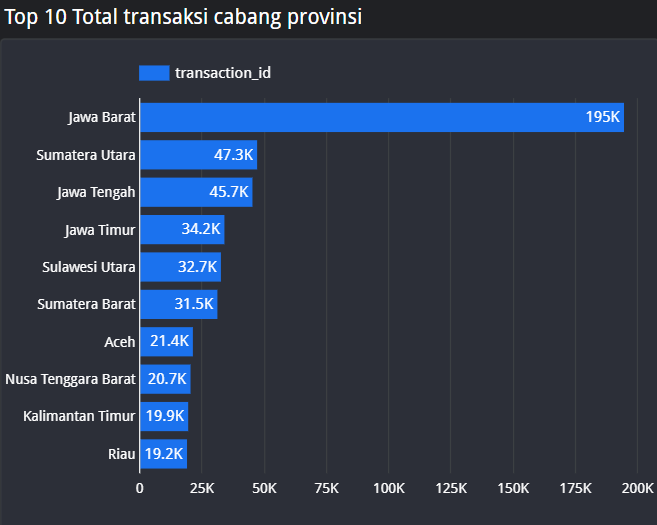 Top 10 Total transaksi cabang provinsi
transaction_id
Jawa Barat 195K
Sumatera Utara 47.3K
Jawa Tengah 45.7K
Jawa Timur 34.2K
Sulawesi Utara 32.7K
Sumatera Barat 31.5K
Aceh 21.4K
Nusa Tenggara Barat 20.7K
Kalimantan Timur 19.9K
Riau 19.2K
0 25K 50K 75K 100K 125K 150K 175K 200K